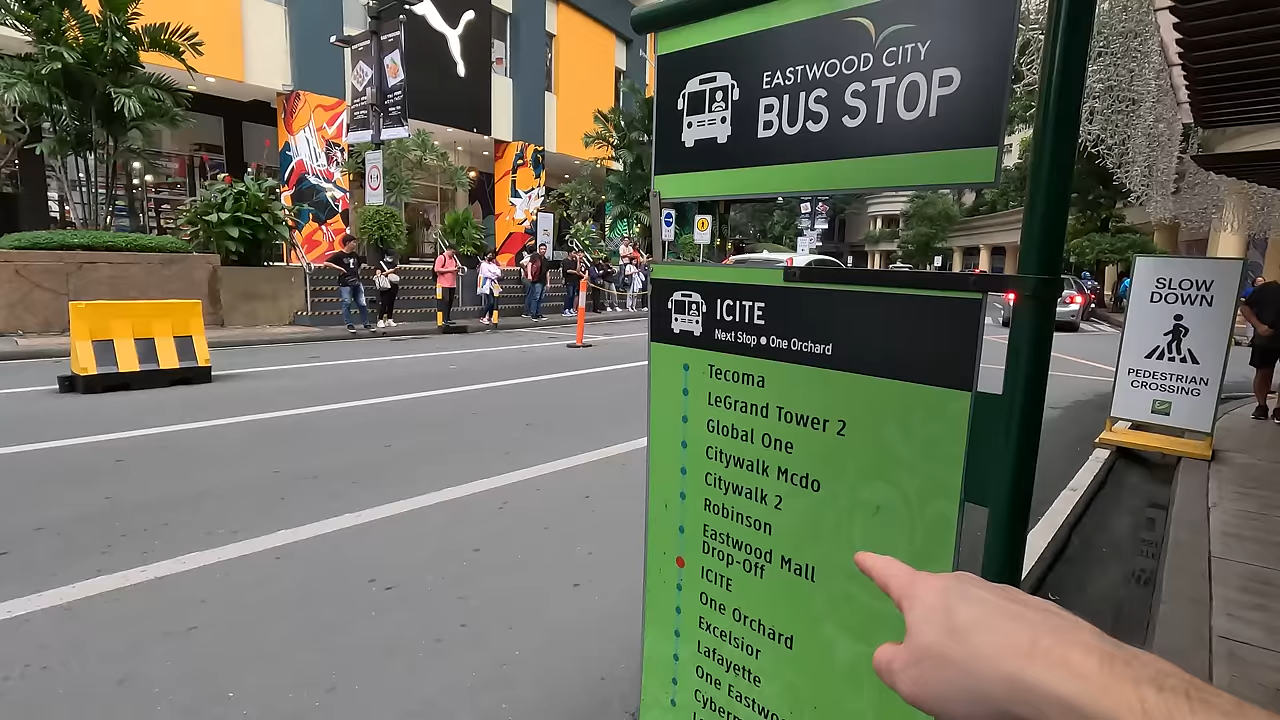 EASTWOOD CITY
BUS STOP
ICITE
Next Stop ● One Orchard
Tecoma
LeGrand Tower 2
Global One
Citywalk Mcdo
Citywalk 2
Robinson
Eastwood Mall
Drop-Off
ICITE
One Orchard
Excelsior
Lafayette
One
SLOW
DOWN
PEDESTRIAN
CROSSING